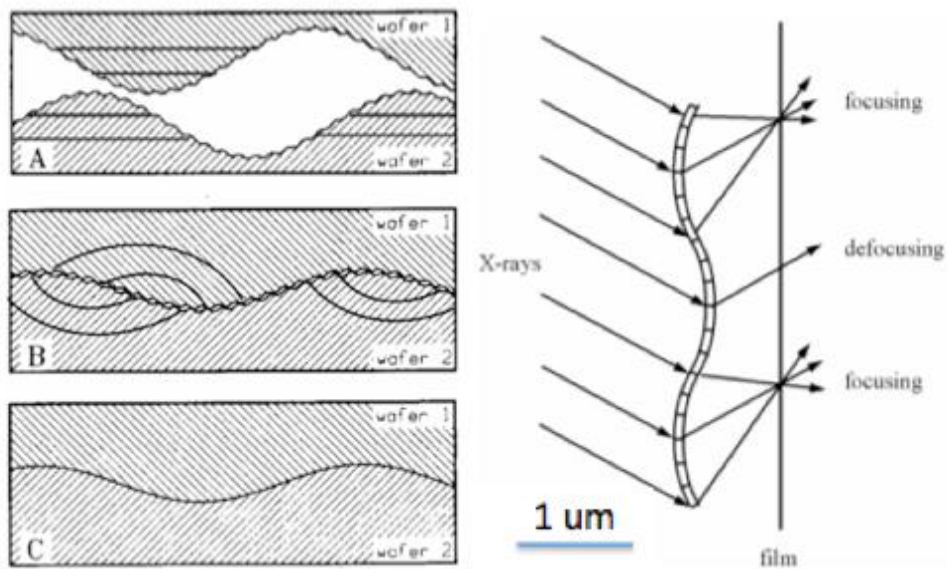 wafer 1
A
wafer 2
wafer 1
B
wafer 2
wafer 1
C
wafer 2
focusing
X-rays
defocusing
focusing
1 um
film